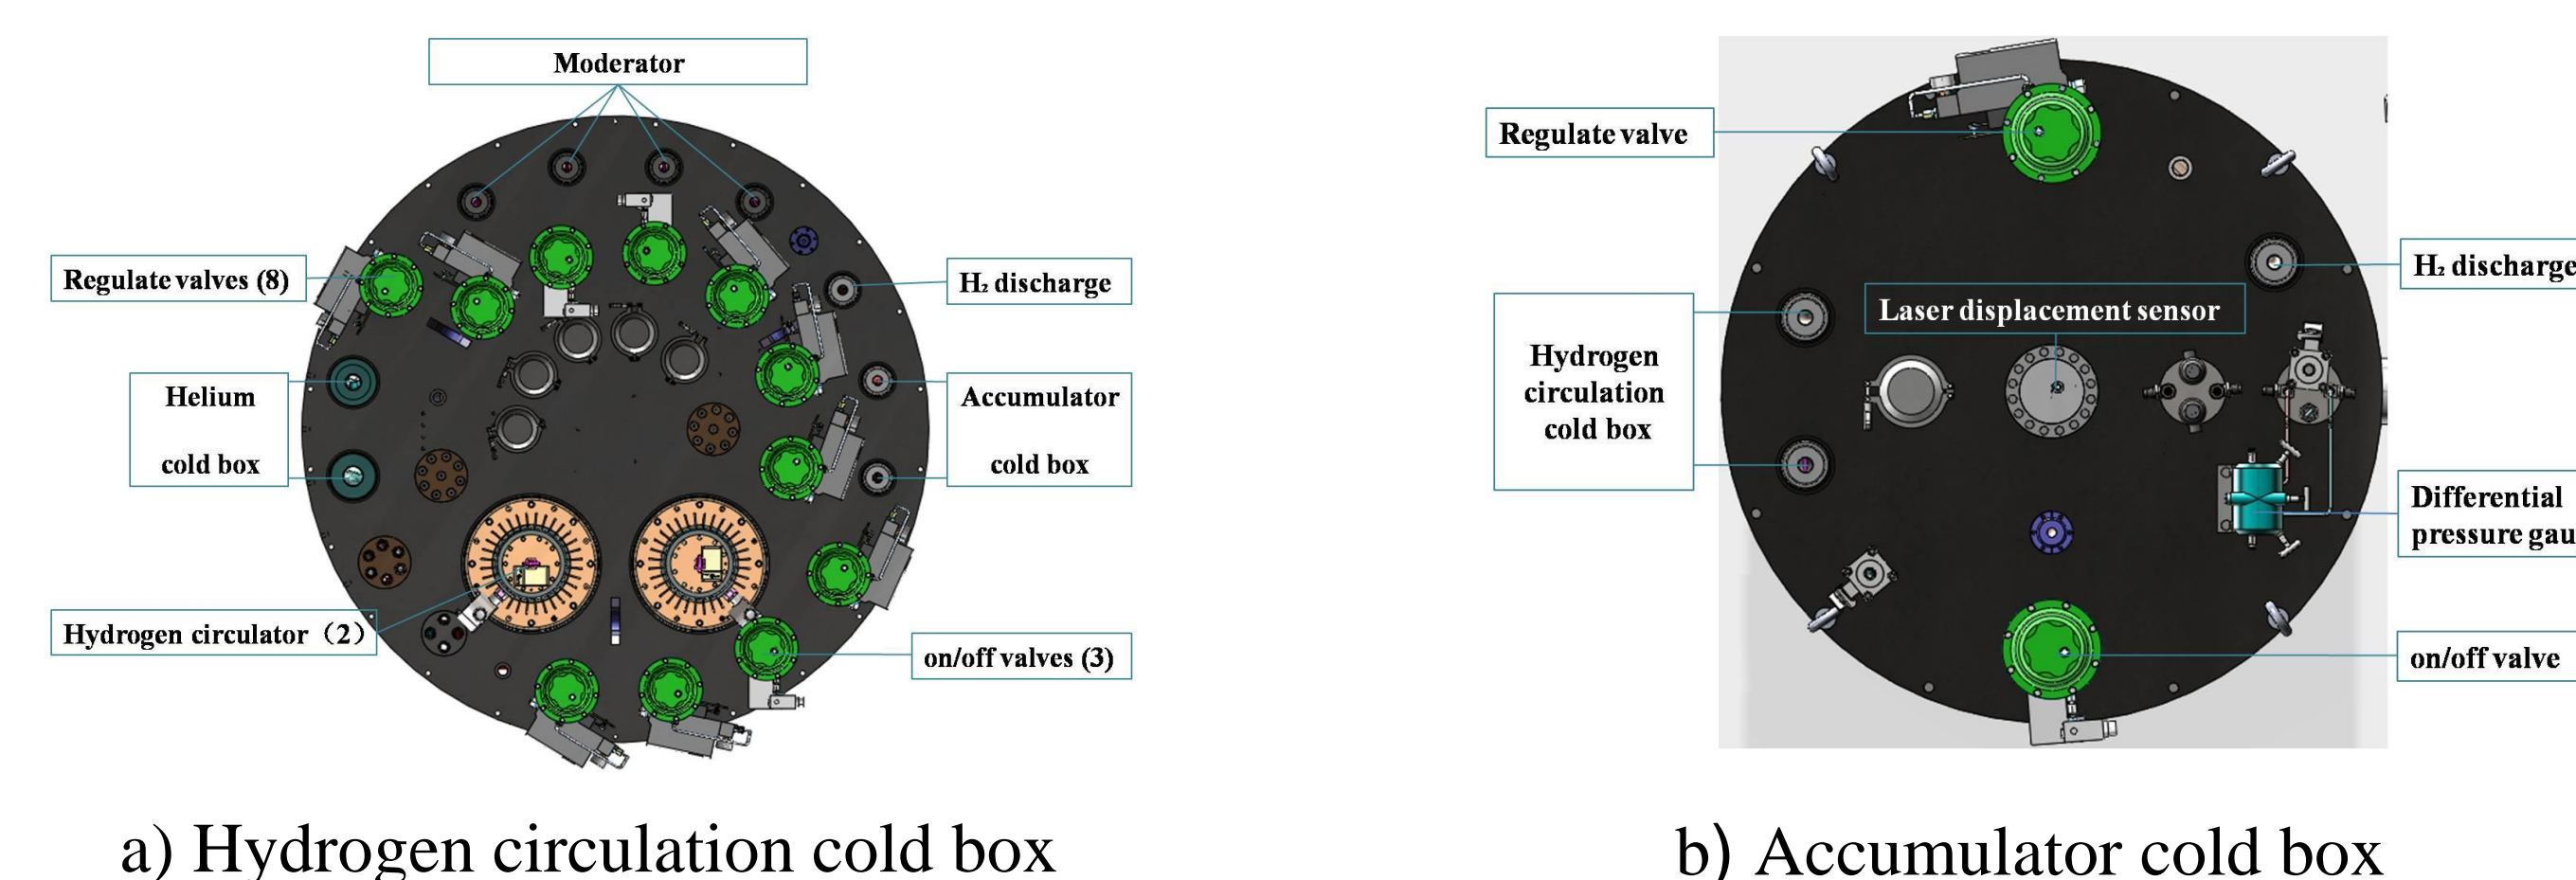 Moderator
Regulate valves (8)
H₂ discharge
Helium
cold box
Accumulator
cold box
Hydrogen circulator（2）
on/off valves (3)
a) Hydrogen circulation cold box
Regulate valve
H₂ discharge
Laser displacement sensor
Hydrogen
circulation
cold box
Differential
pressure gau
on/off valve
b) Accumulator cold box